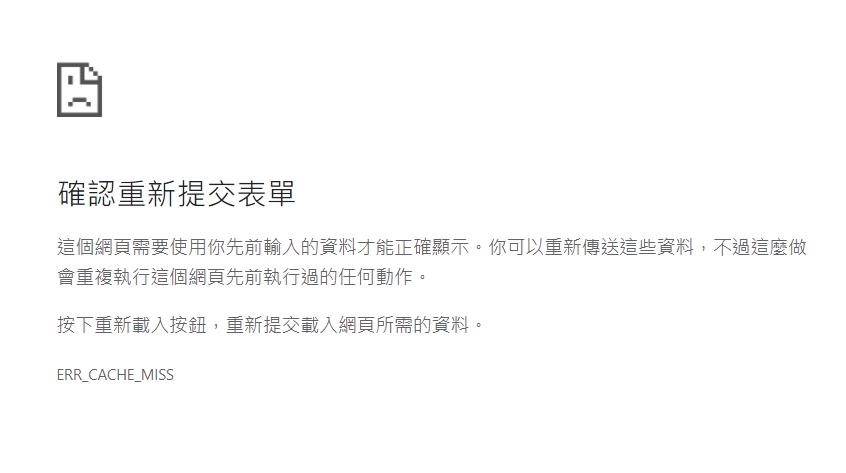 確認重新提交表單
這個網頁需要使用你先前輸入的資料才能正確顯示。你可以重新傳送這些資料，不過這麼做
會重複執行這個網頁先前執行過的任何動作。
按下重新載入按鈕，重新提交載入網頁所需的資料。
ERR_CACHE_MISS